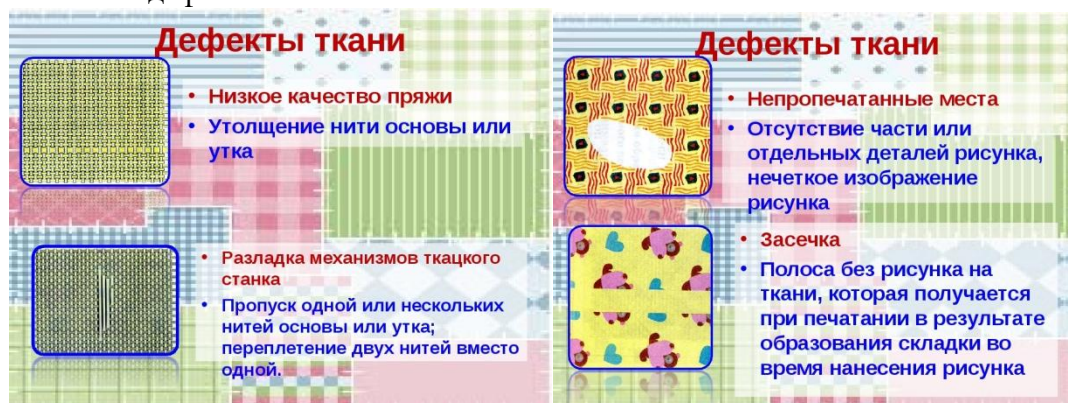 Дефекты ткани
• Низкое качество пряжи
• Утолщение нити основы или
утка
• Разладка механизмов ткацкого
станка
• Пропуск одной или нескольких
нитей основы или утка;
переплетение двух нитей вместо
одной.
Дефекты ткани
• Непропечатанные места
• Отсутствие части или
отдельных деталей рисунка,
нечеткое изображение
рисунка
• Засечка
• Полоса без рисунка на
ткани, которая получается
при печатании в результате
образования складки во
время нанесения рисунка